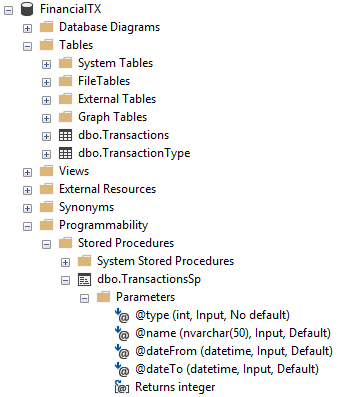 FinancialTX
Database Diagrams
Tables
System Tables
FileTables
External Tables
Graph Tables
dbo.Transactions
dbo.TransactionType
Views
External Resources
Synonyms
Programmability
Stored Procedures
System Stored Procedures
dbo.TransactionsSp
Parameters
@type (int, Input, No default)
@name (nvarchar(50), Input, Default)
@dateFrom (datetime, Input, Default)
@dateTo (datetime, Input, Default)
Returns integer